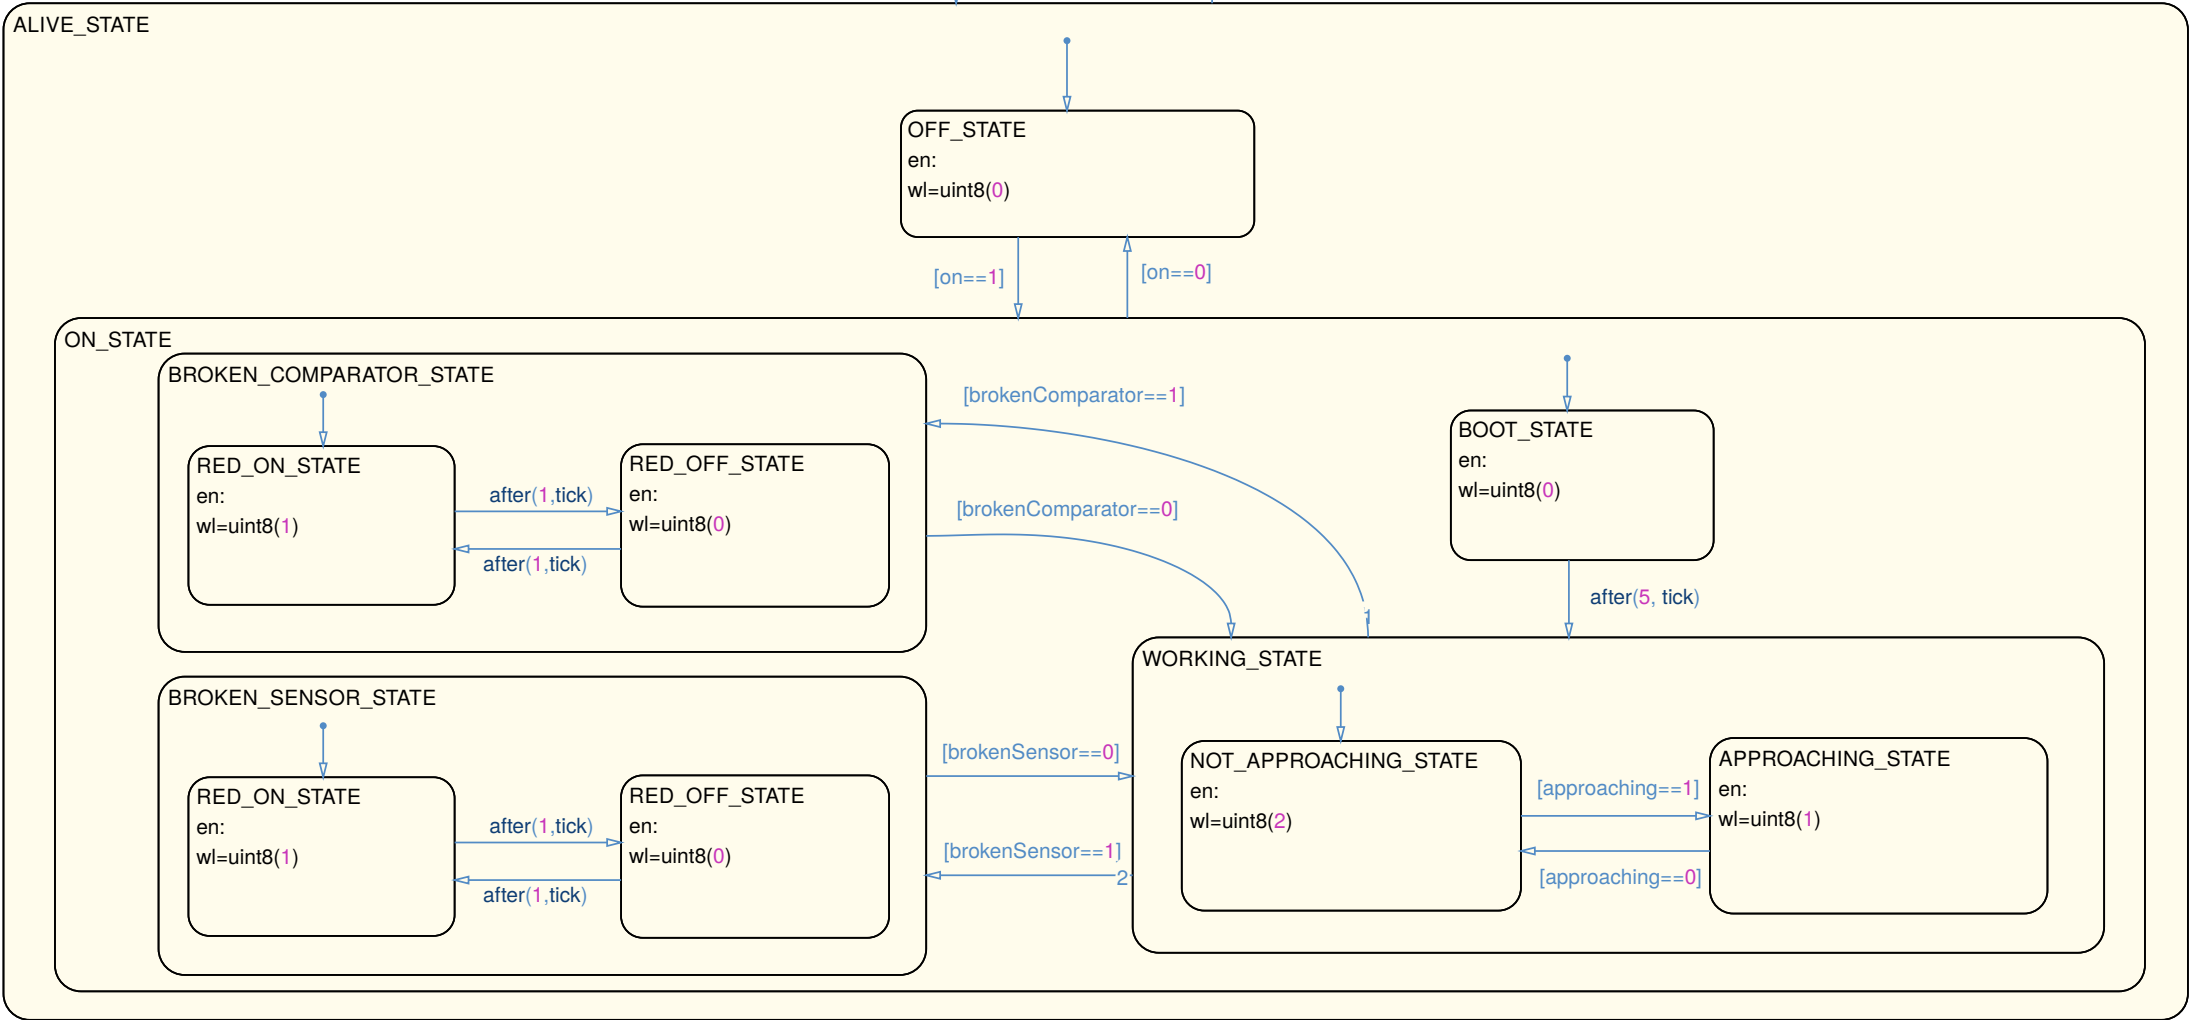 ALIVE_STATE
OFF_STATE
en:
wl=uint8(0)
[on==1]
[on==0]
ON_STATE
BROKEN_COMPARATOR_STATE
RED_ON_STATE
en:
wl=uint8(1)
after(1,tick)
after(1,tick)
RED_OFF_STATE
en:
wl=uint8(0)
[brokenComparator==1]
[brokenComparator==0]
1
BOOT_STATE
en:
wl=uint8(0)
after(5, tick)
BROKEN_SENSOR_STATE
RED_ON_STATE
en:
wl=uint8(1)
after(1,tick)
after(1,tick)
RED_OFF_STATE
en:
wl=uint8(0)
[brokenSensor==0]
[brokenSensor==1]
2
WORKING_STATE
NOT_APPROACHING_STATE
en:
wl=uint8(2)
[approaching==1]
[approaching==0]
APPROACHING_STATE
en:
wl=uint8(1)